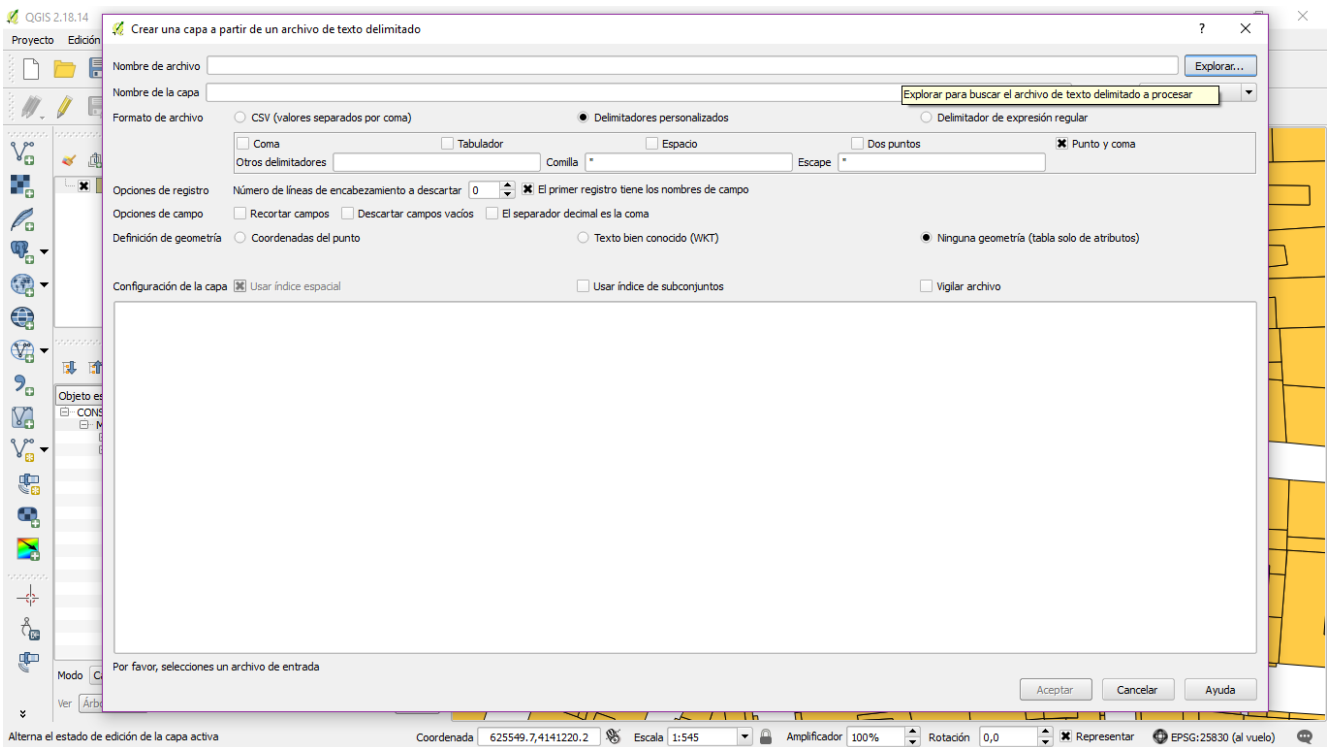 QGIS 2.18.14
Crear una capa a partir de un archivo de texto delimitado
?
Proyecto Edición
Nombre de archivo
Explorar...
Nombre de la capa
Explorar para buscar el archivo de texto delimitado a procesar
Formato de archivo CSV (valores separados por coma) Delimitadores personalizados Delimitador de expresión regular
Coma Tabulador Espacio Dos puntos Punto y coma
Otros delimitadores Comilla " Escape "
Opciones de registro Número de líneas de encabezamiento a descartar 0 El primer registro tiene los nombres de campo
Opciones de campo Recortar campos Descartar campos vacíos El separador decimal es la coma
Definición de geometría Coordenadas del punto Texto bien conocido (WKT) Ninguna geometría (tabla solo de atributos)
Configuración de la capa Usar índice espacial Usar índice de subconjuntos Vigilar archivo
Objeto es
CONS
M
Por favor, selecciones un archivo de entrada
Modo
Aceptar Cancelar Ayuda
Ver Árbo
Alterna el estado de edición de la capa activa Coordenada 625549.7,4141220.2 Escala 1:545 Amplificador 100% Rotación 0,0 Representar EPSG:25830 (al vuelo)